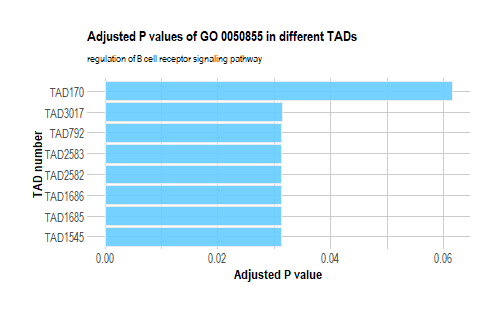 Adjusted P values of GO 0050855 in different TADs
regulation of B cell receptor signaling pathway
TAD number
TAD170
TAD3017
TAD792
TAD2583
TAD2582
TAD1686
TAD1685
TAD1545
0.00 0.02 0.04 0.06
Adjusted P value